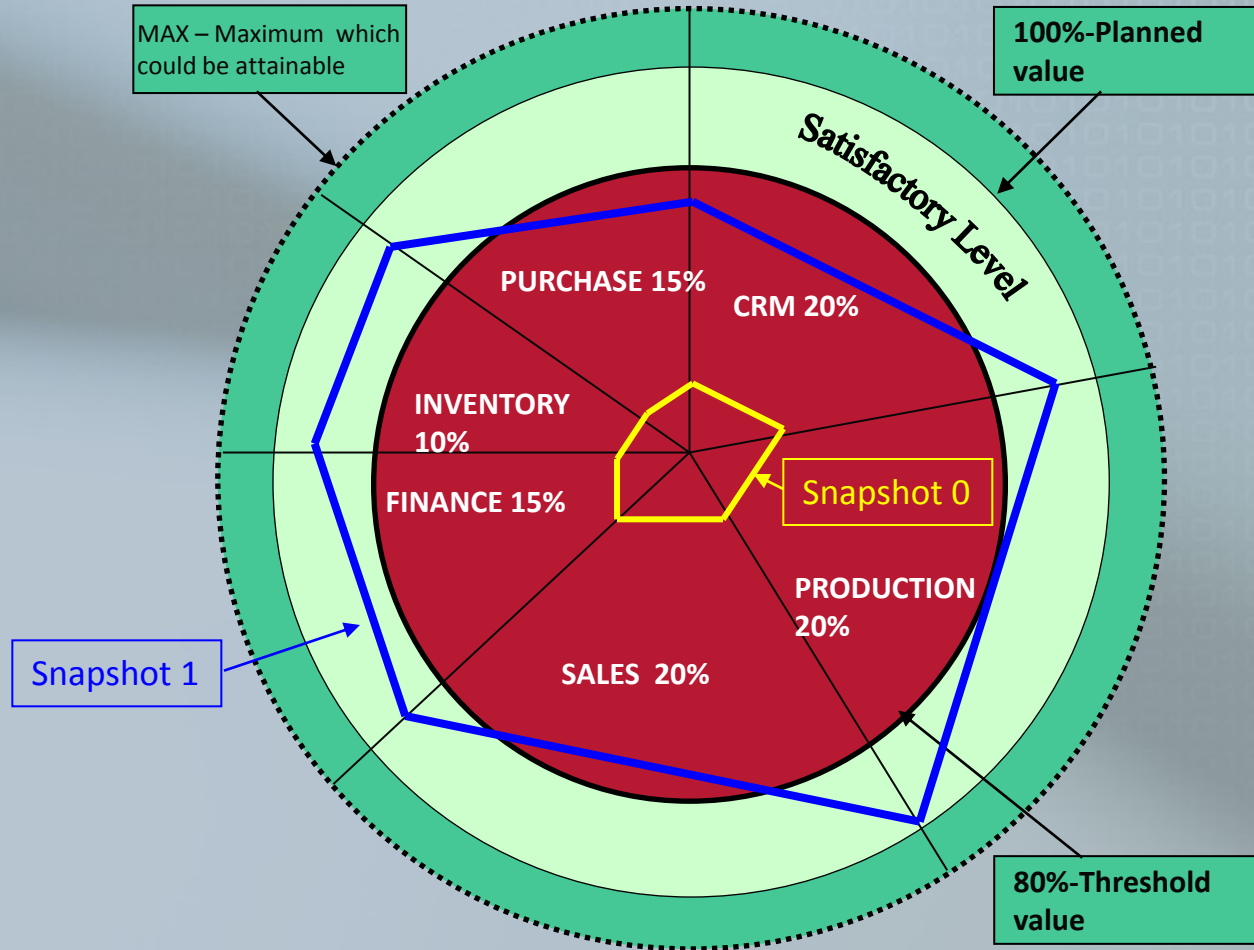 MAX – Maximum which
could be attainable
100%-Planned
value
Satisfactory Level
PURCHASE 15%
CRM 20%
INVENTORY
10%
FINANCE 15%
Snapshot 0
PRODUCTION
20%
SALES 20%
Snapshot 1
80%-Threshold
value